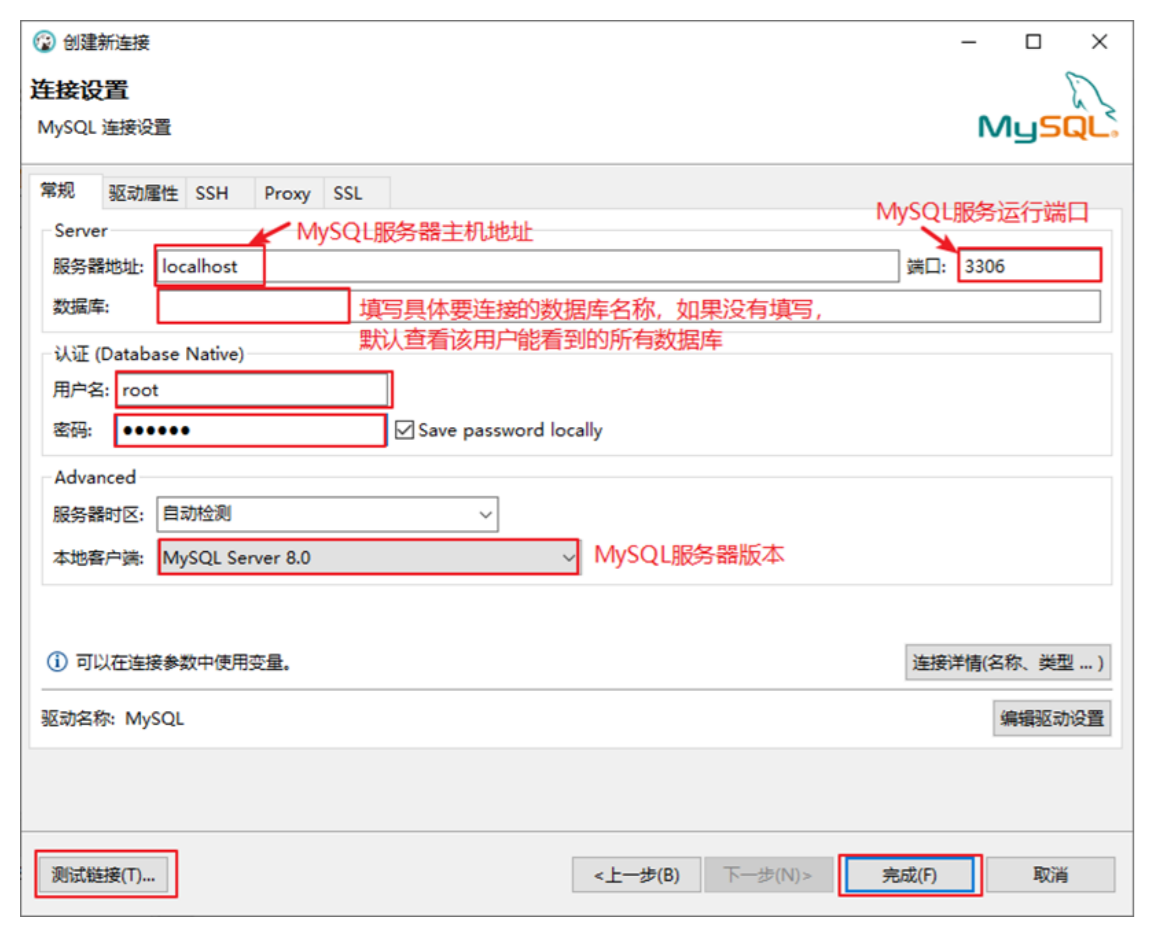 创建新连接
连接设置
MySQL 连接设置
MySQL
常规 驱动属性 SSH Proxy SSL
MySQL服务运行端口
Server
MySQL服务器主机地址
服务器地址: localhost 端口: 3306
数据库: 填写具体要连接的数据库名称，如果没有填写，
默认查看该用户能看到的所有数据库
认证 (Database Native)
用户名: root
密码: ●●●●●● Save password locally
Advanced
服务器时区: 自动检测
本地客户端: MySQL Server 8.0 MySQL服务器版本
可以在连接参数中使用变量。 连接详情(名称、类型 ... )
驱动名称: MySQL 编辑驱动设置
测试链接(T)... <上一步(B) 下一步(N)> 完成(F) 取消